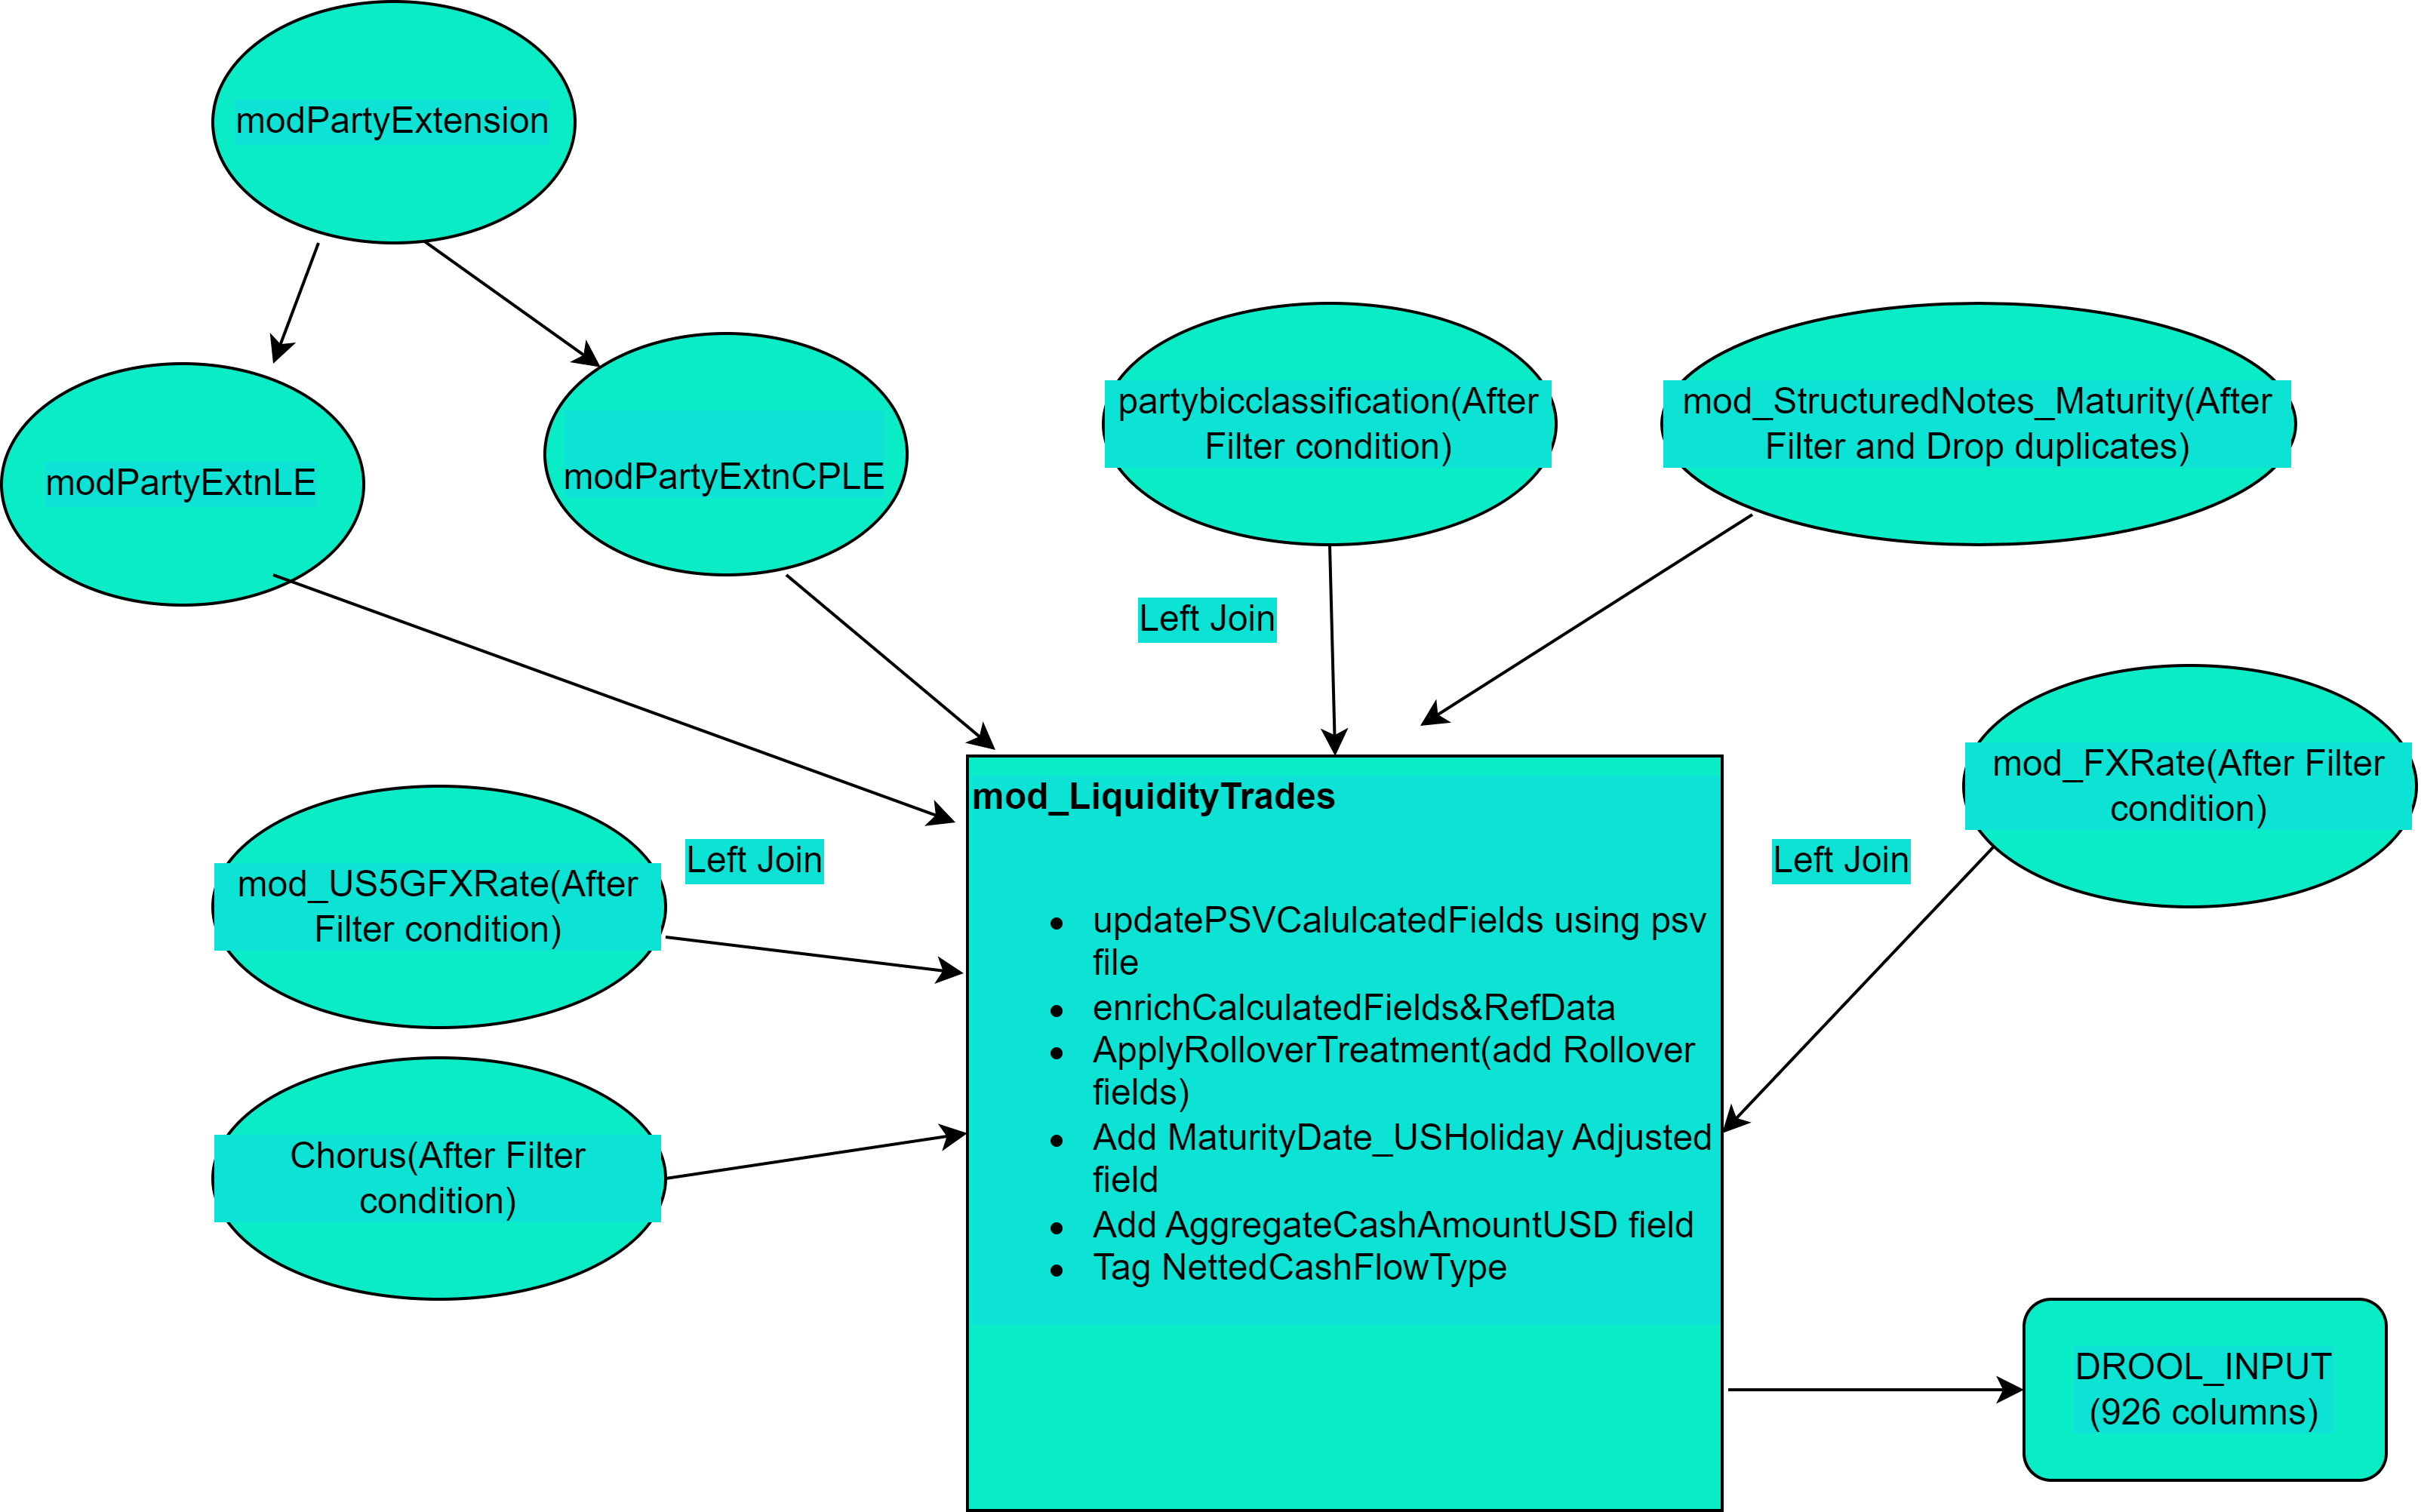 modPartyExtension
modPartyExtnLE
modPartyExtnCPLE
partybicclassification(After
Filter condition)
mod_StructuredNotes_Maturity(After
Filter and Drop duplicates)
Left Join
mod_FXRate(After Filter
condition)
Left Join
mod_US5GFXRate(After
Filter condition)
Left Join
Chorus(After Filter
condition)
mod_LiquidityTrades
updatePSVCalulcatedFields using psv
file
enrichCalculatedFields&RefData
ApplyRolloverTreatment(add Rollover
fields)
Add MaturityDate_USHoliday Adjusted
field
Add AggregateCashAmountUSD field
Tag NettedCashFlowType
DROOL_INPUT
(926 columns)